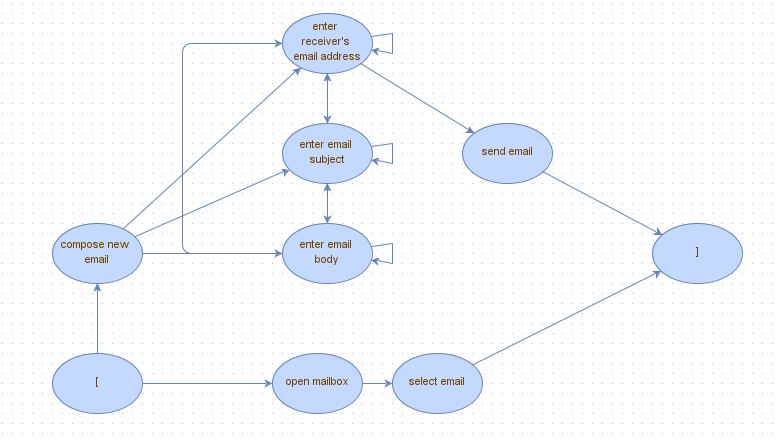 enter
receiver's
email address
enter email
subject
send email
compose new
email
enter email
body
]
[
open mailbox
select email